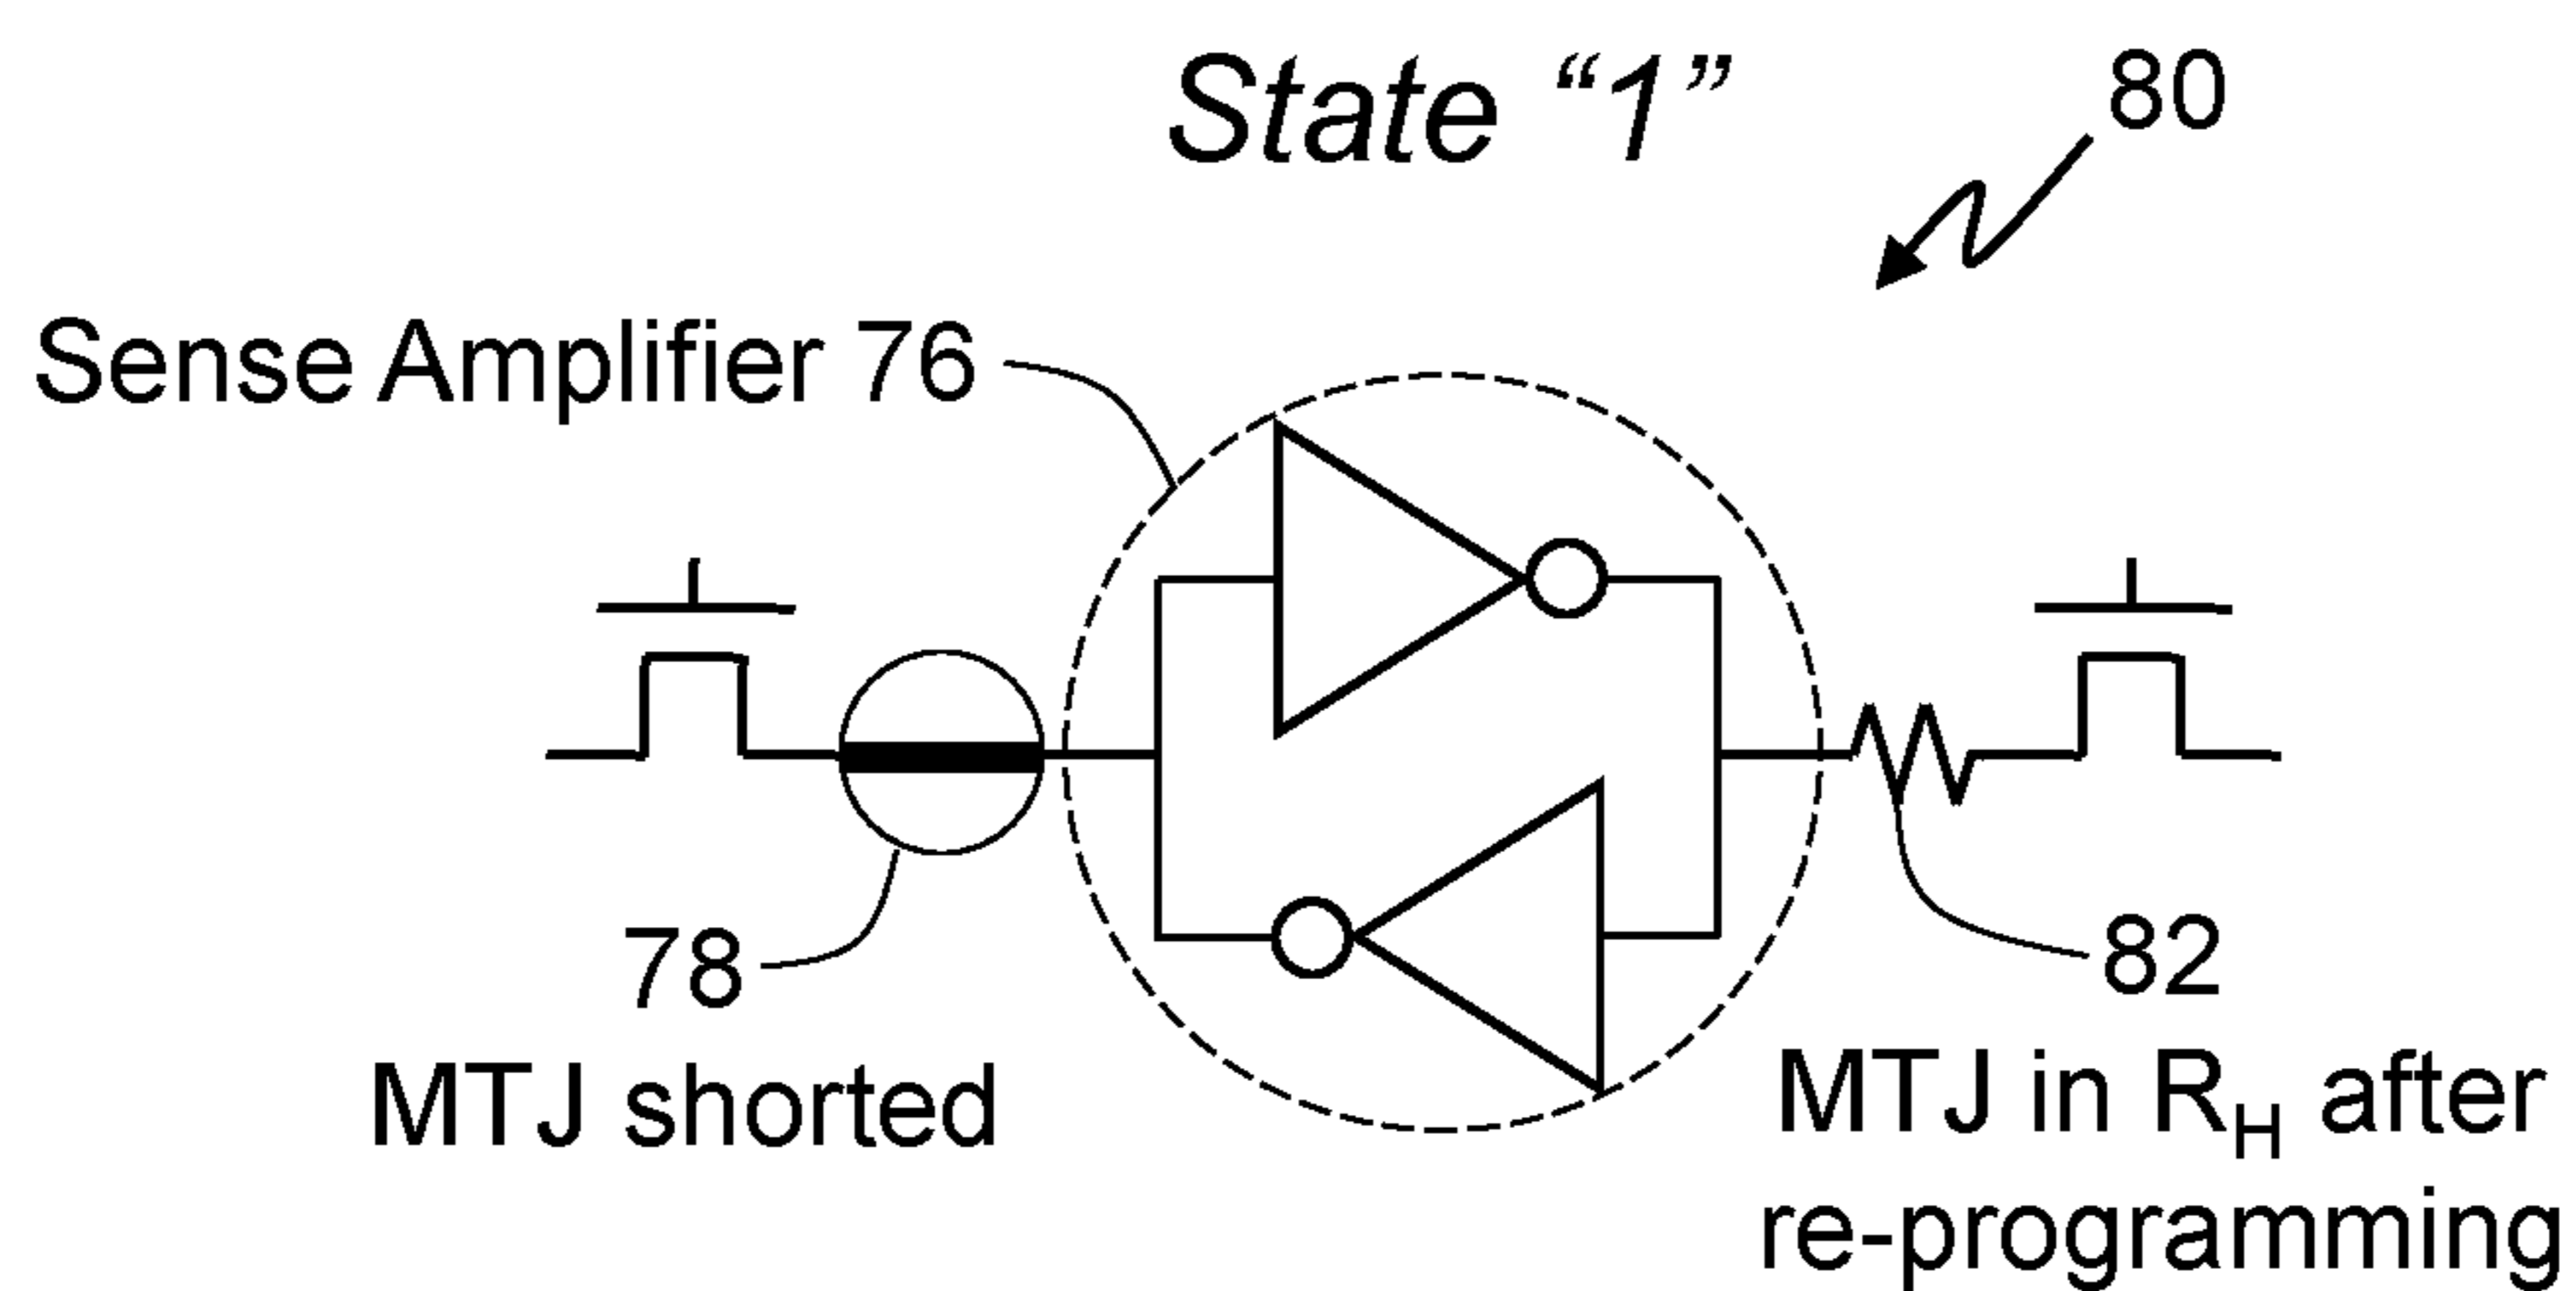 State “1”
80
Sense Amplifier 76
78
MTJ shorted
82
MTJ in RH after
re-programming